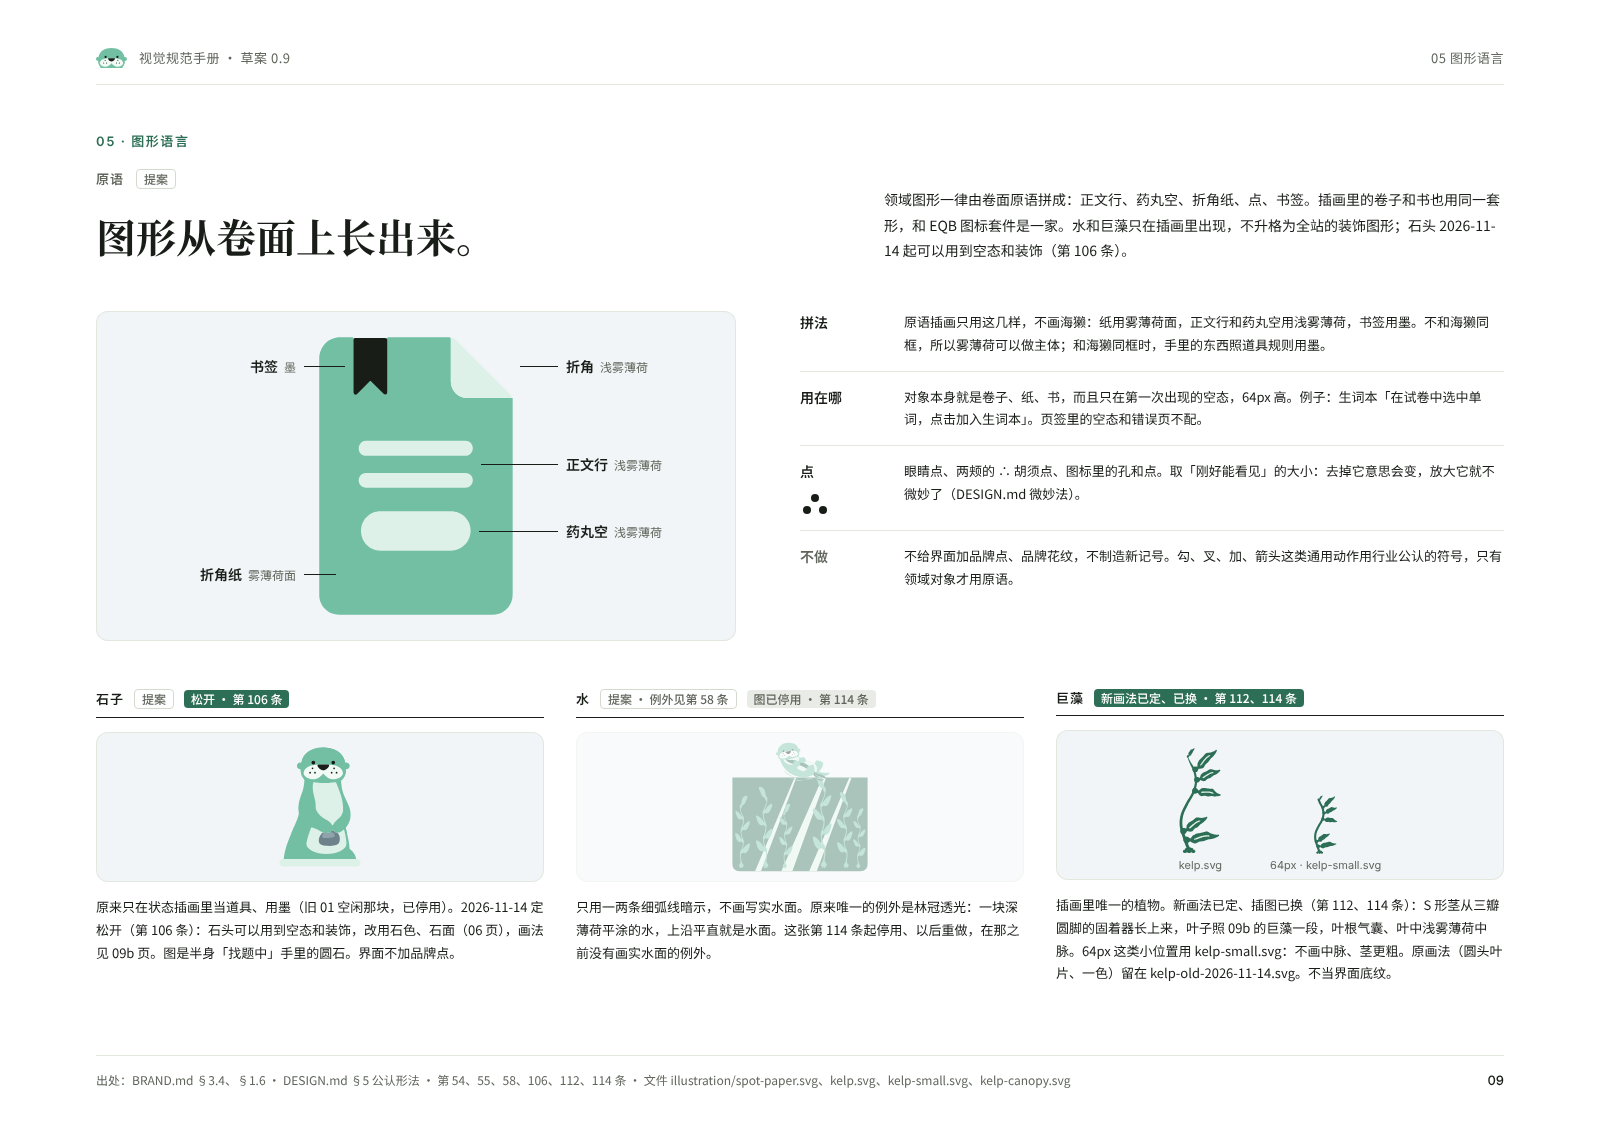 视觉规范手册 · 草案 0.9
05 图形语言
05 · 图形语言
原语 提案
图形从卷面上长出来。
领域图形一律由卷面原语拼成：正文行、药丸空、折角纸、点、书签。插画里的卷子和书也用同一套
形，和 EQB 图标套件是一家。水和巨藻只在插画里出现，不升格为全站的装饰图形；石头 2026-11-
14 起可以用到空态和装饰（第 106 条）。
书签 墨
折角 浅雾薄荷
正文行 浅雾薄荷
药丸空 浅雾薄荷
折角纸 雾薄荷面
拼法
原语插画只用这几样，不画海獭：纸用雾薄荷面，正文行和药丸空用浅雾薄荷，书签用墨。不和海獭同
框，所以雾薄荷可以做主体；和海獭同框时，手里的东西照道具规则用墨。
用在哪
对象本身就是卷子、纸、书，而且只在第一次出现的空态，64px 高。例子：生词本「在试卷中选中单
词，点击加入生词本」。页签里的空态和错误页不配。
点
眼睛点、两颊的 ∴ 胡须点、图标里的孔和点。取「刚好能看见」的大小：去掉它意思会变，放大它就不
微妙了（DESIGN.md 微妙法）。
不做
不给界面加品牌点、品牌花纹，不制造新记号。勾、叉、加、箭头这类通用动作用行业公认的符号，只有
领域对象才用原语。
石子 提案 松开 · 第 106 条
原来只在状态插画里当道具、用墨（旧 01 空闲那块，已停用）。2026-11-14 定
松开（第 106 条）：石头可以用到空态和装饰，改用石色、石面（06 页），画法
见 09b 页。图是半身「找题中」手里的圆石。界面不加品牌点。
水 提案 · 例外见第 58 条 图已停用 · 第 114 条
只用一两条细弧线暗示，不画写实水面。原来唯一的例外是林冠透光：一块深
薄荷平涂的水，上沿平直就是水面。这张第 114 条起停用、以后重做，在那之
前没有画实水面的例外。
巨藻 新画法已定、已换 · 第 112、114 条
kelp.svg
64px · kelp-small.svg
插画里唯一的植物。新画法已定、插图已换（第 112、114 条）：S 形茎从三瓣
圆脚的固着器长上来，叶子照 09b 的巨藻一段，叶根气囊、叶中浅雾薄荷中
脉。64px 这类小位置用 kelp-small.svg：不画中脉、茎更粗。原画法（圆头叶
片、一色）留在 kelp-old-2026-11-14.svg。不当界面底纹。
出处：BRAND.md §3.4、§1.6 · DESIGN.md §5 公认形法 · 第 54、55、58、106、112、114 条 · 文件 illustration/spot-paper.svg、kelp.svg、kelp-small.svg、kelp-canopy.svg
09